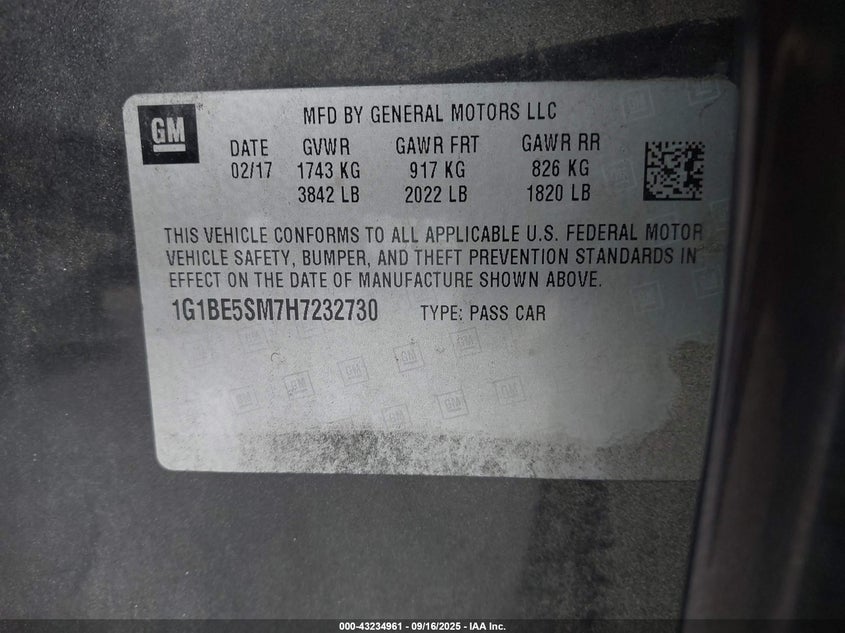 GM
MFD BY GENERAL MOTORS LLC
DATE GVWR GAWR FRT GAWR RR
02/17 1743 KG 917 KG 826 KG
3842 LB 2022 LB 1820 LB
THIS VEHICLE CONFORMS TO ALL APPLICABLE U.S. FEDERAL MOTOR
VEHICLE SAFETY, BUMPER, AND THEFT PREVENTION STANDARDS IN
EFFECT ON THE DATE OF MANUFACTURE SHOWN ABOVE.
1G1BE5SM7H7232730 TYPE: PASS CAR
000-43234961 - 09/16/2025 - IAA Inc.